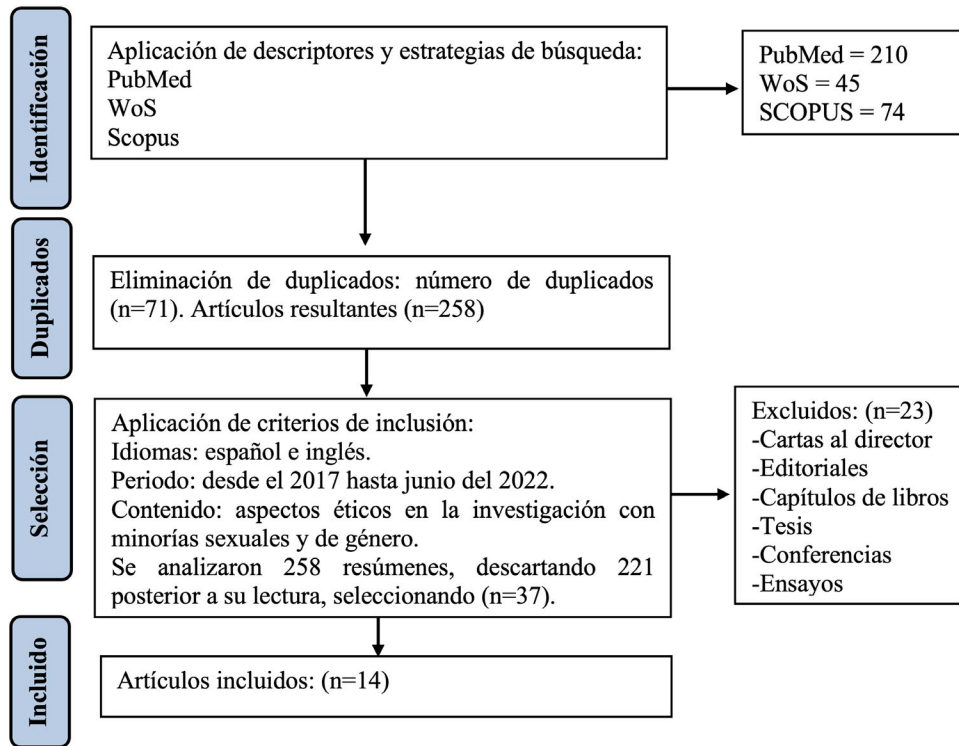 Identificación
Aplicación de descriptores y estrategias de búsqueda:
PubMed
WoS
Scopus
PubMed = 210
WoS = 45
SCOPUS = 74
Duplicados
Eliminación de duplicados: número de duplicados
(n=71). Artículos resultantes (n=258)
Selección
Aplicación de criterios de inclusión:
Idiomas: español e inglés.
Periodo: desde el 2017 hasta junio del 2022.
Contenido: aspectos éticos en la investigación con
minorías sexuales y de género.
Se analizaron 258 resúmenes, descartando 221
posterior a su lectura, seleccionando (n=37).
Excluidos: (n=23)
-Cartas al director
-Editoriales
-Capítulos de libros
-Tesis
-Conferencias
-Ensayos
Incluido
Artículos incluidos: (n=14)